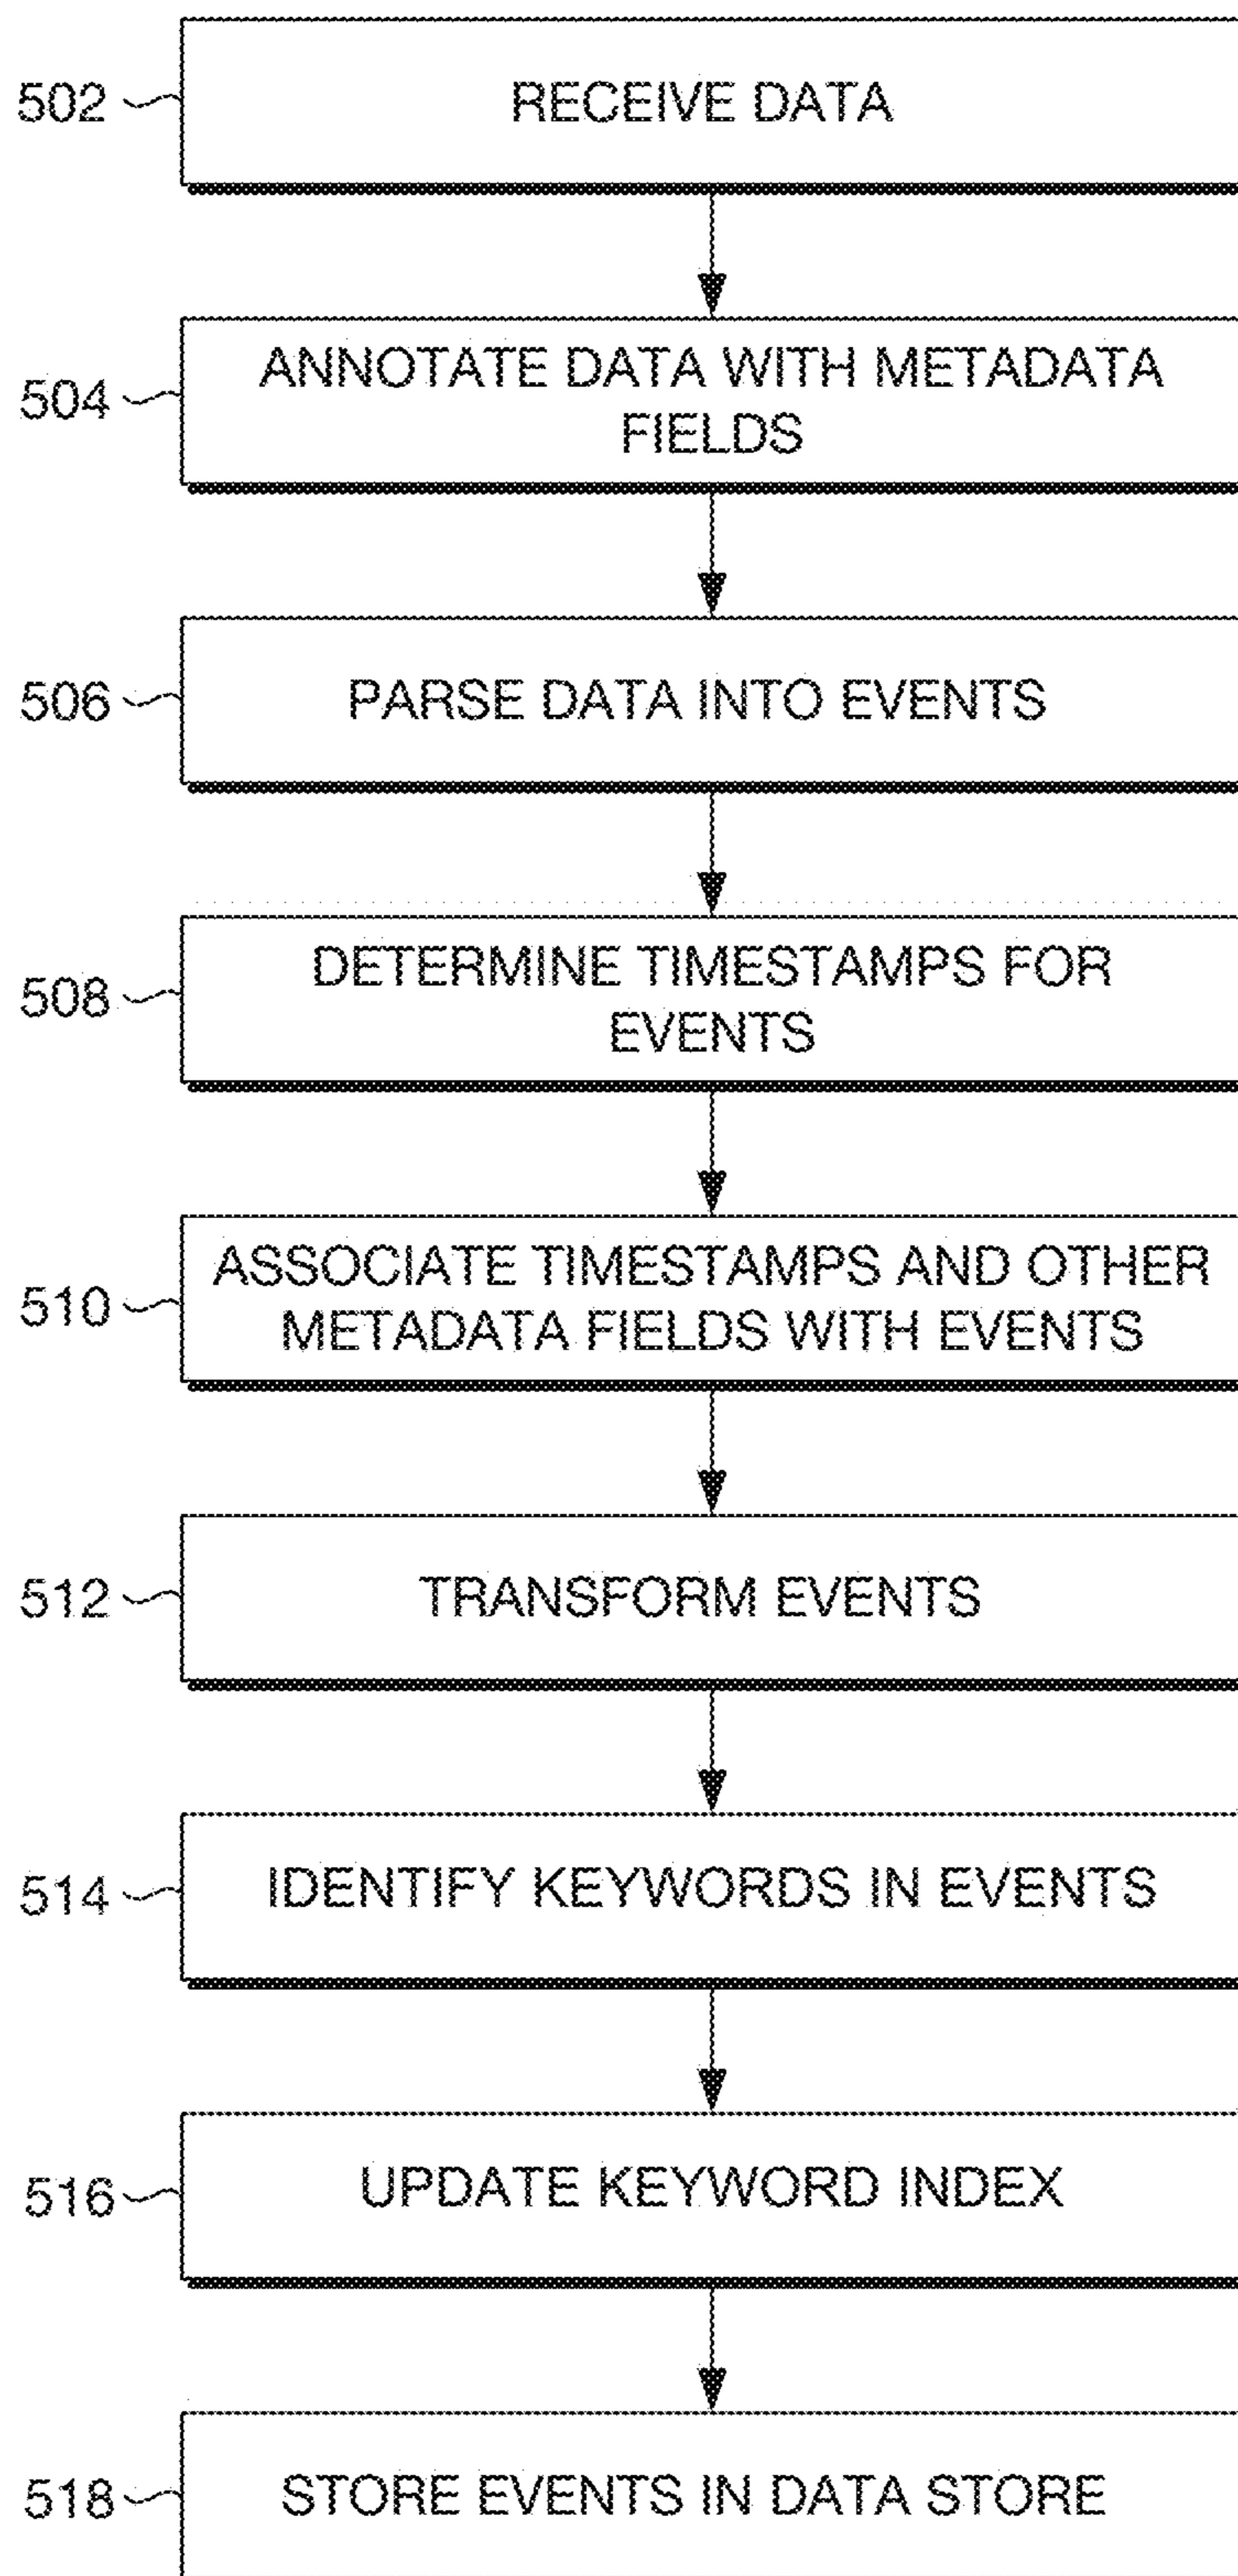 502
RECEIVE DATA
504
ANNOTATE DATA WITH METADATA
FIELDS
506
PARSE DATA INTO EVENTS
508
DETERMINE TIMESTAMPS FOR
EVENTS
510
ASSOCIATE TIMESTAMPS AND OTHER
METADATA FIELDS WITH EVENTS
512
TRANSFORM EVENTS
514
IDENTIFY KEYWORDS IN EVENTS
516
UPDATE KEYWORD INDEX
518
STORE EVENTS IN DATA STORE